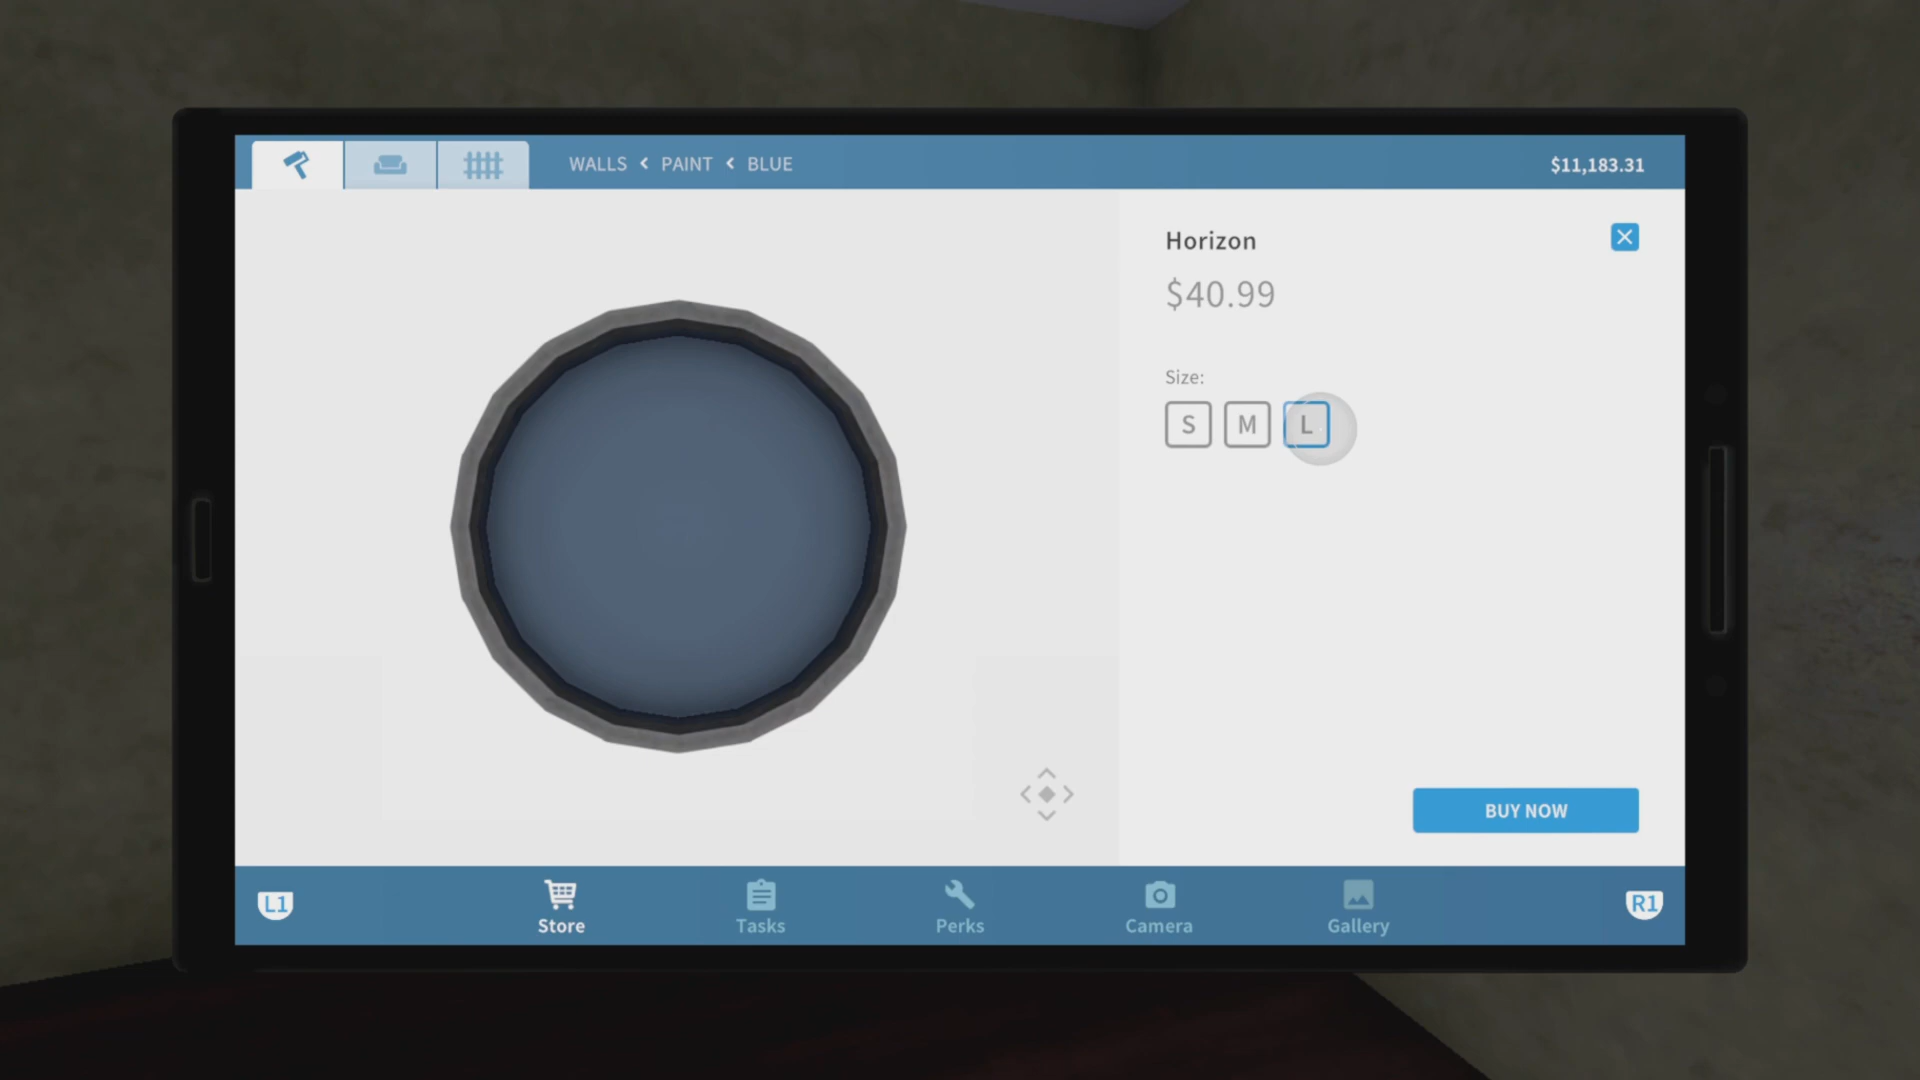 WALLS < PAINT < BLUE
$11,183.31
Horizon
$40.99
Size:
S M L
BUY NOW
L1
Store
Tasks
Perks
Camera
Gallery
R1